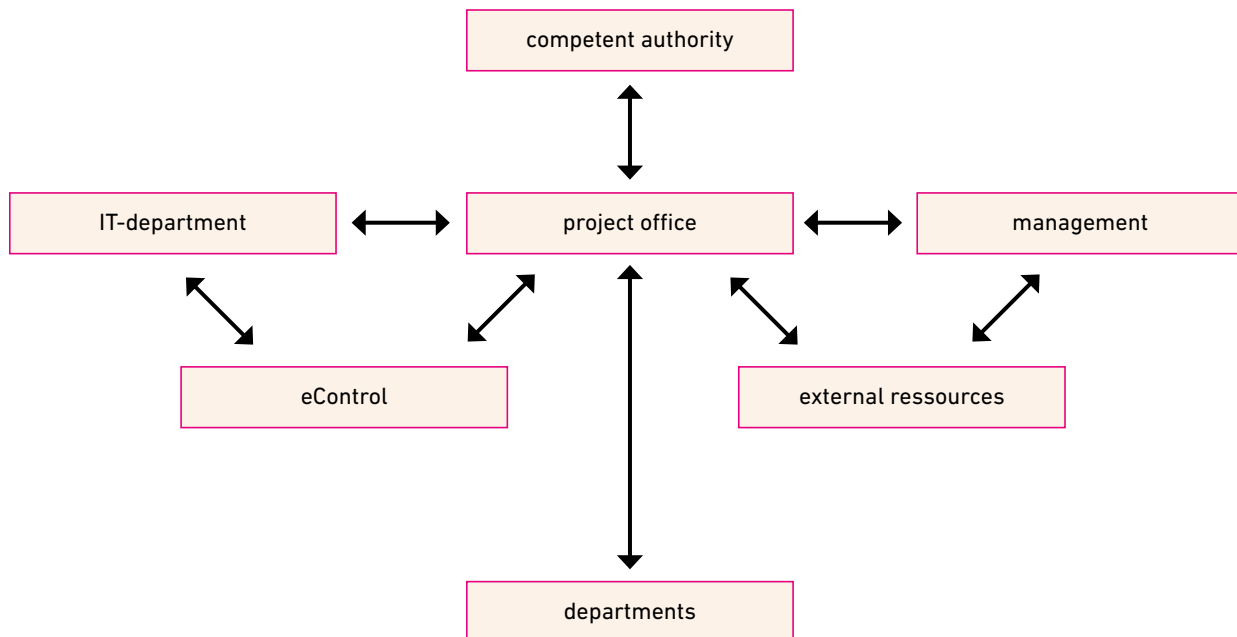 competent authority
IT-department
project office
management
eControl
external ressources
departments